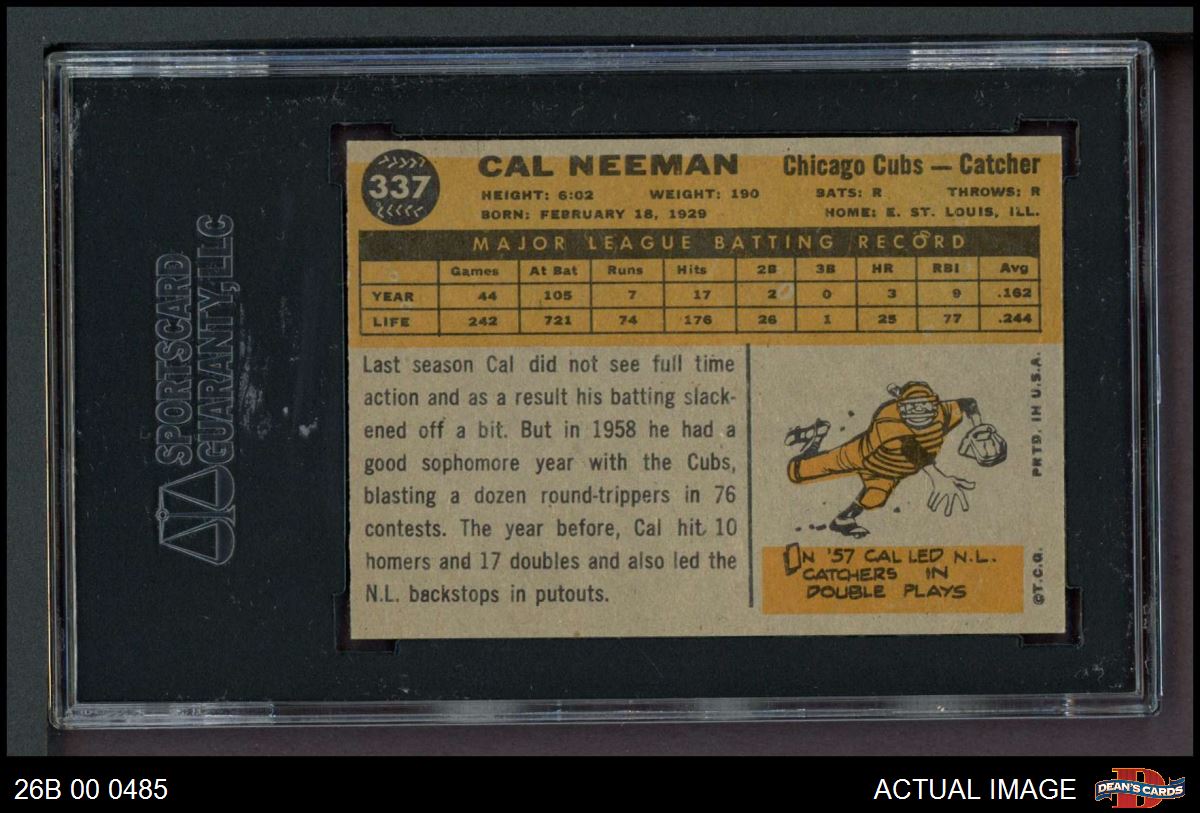 SPORTSCARD
GUARANTY,LLC
337
CAL NEEMAN
Chicago Cubs — Catcher
HEIGHT: 6:02 WEIGHT: 190 BATS: R THROWS: R
BORN: FEBRUARY 18, 1929 HOME: E. ST. LOUIS, ILL.
MAJOR LEAGUE BATTING RECORD
Games At Bat Runs Hits 2B 3B HR RBI Avg
YEAR 44 105 7 17 2 0 3 9 .162
LIFE 242 721 74 176 26 1 25 77 .244
Last season Cal did not see full time
action and as a result his batting slack-
ened off a bit. But in 1958 he had a
good sophomore year with the Cubs,
blasting a dozen round-trippers in 76
contests. The year before, Cal hit 10
homers and 17 doubles and also led the
N.L. backstops in putouts.
IN '57 CAL LED N.L.
CATCHERS IN
DOUBLE PLAYS
©T.C.G. PRTD. IN U.S.A.
26B 00 0485
ACTUAL IMAGE
DEAN'S CARDS